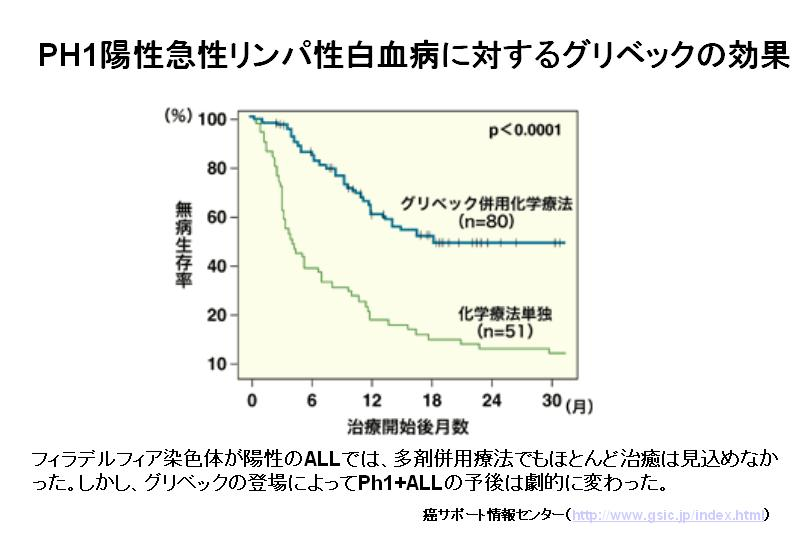 PH1陽性急性リンパ性白血病に対するグリベックの効果
(%)
100
80
60
40
20
10
無病生存率
p<0.0001
グリベック併用化学療法
(n=80)
化学療法単独
(n=51)
0 6 12 18 24 30 (月)
治療開始後月数
フィラデルフィア染色体が陽性のALLでは、多剤併用療法でもほとんど治癒は見込めなか
った。しかし、グリベックの登場によってPh1+ALLの予後は劇的に変わった。
癌サポート情報センター(http://www.gsic.jp/index.html)